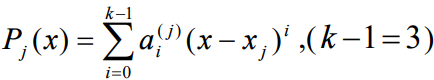 P_j(x) = \sum_{i=0}^{k-1} a_i^{(j)} (x - x_j)^i ,(k-1=3)